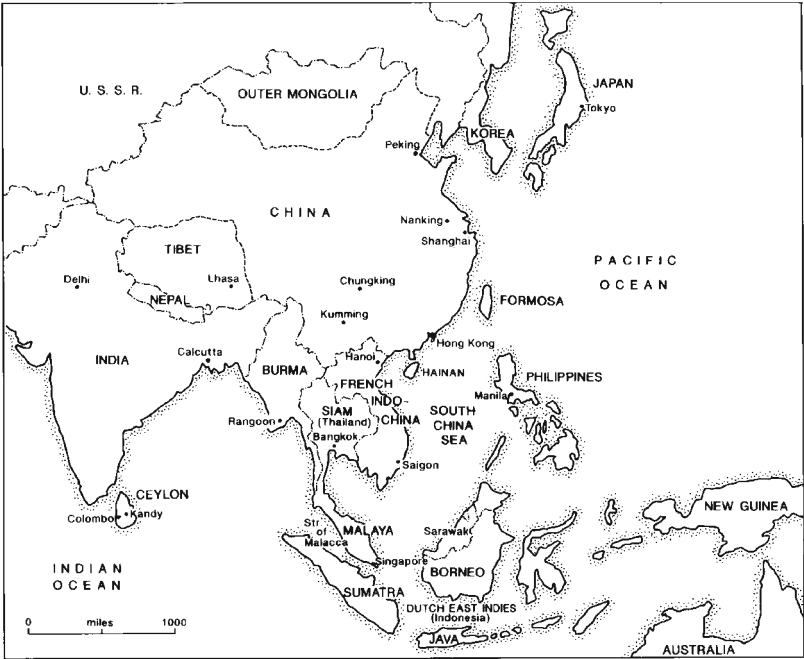 U. S. S. R.
OUTER MONGOLIA
JAPAN
Tokyo
KOREA
Peking
CHINA
Nanking
Shanghai
TIBET
PACIFIC
OCEAN
Delhi
Lhasa
Chungking
NEPAL
FORMOSA
Kumming
Hong Kong
INDIA
Calcutta
Hanoi
BURMA
HAINAN
FRENCH
INDO-
CHINA
PHILIPPINES
Manila
SIAM
(Thailand)
Bangkok
SOUTH
CHINA
SEA
Rangoon
Saigon
CEYLON
Colombo
Kandy
NEW GUINEA
Str.
of
Malacca
MALAYA
Sarawak
Singapore
BORNEO
INDIAN
OCEAN
SUMATRA
DUTCH EAST INDIES
(Indonesia)
JAVA
0 miles 1000
AUSTRALIA